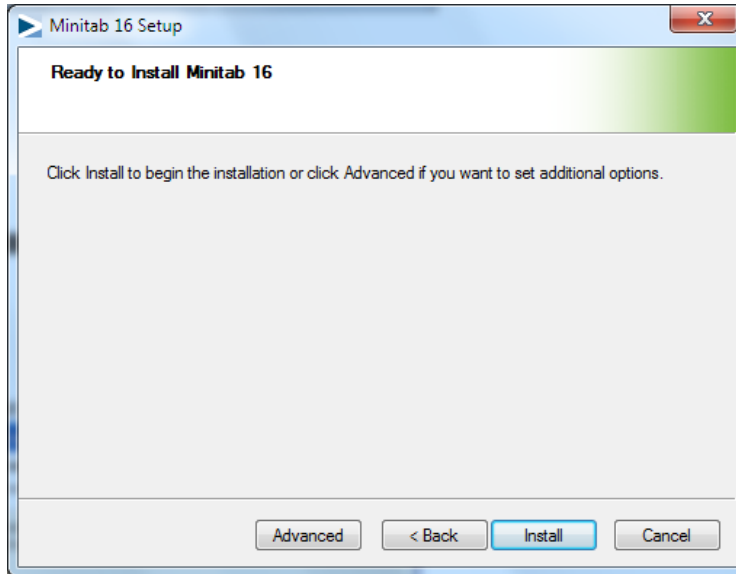 Minitab 16 Setup
Ready to Install Minitab 16
Click Install to begin the installation or click Advanced if you want to set additional options.
Advanced
< Back
Install
Cancel